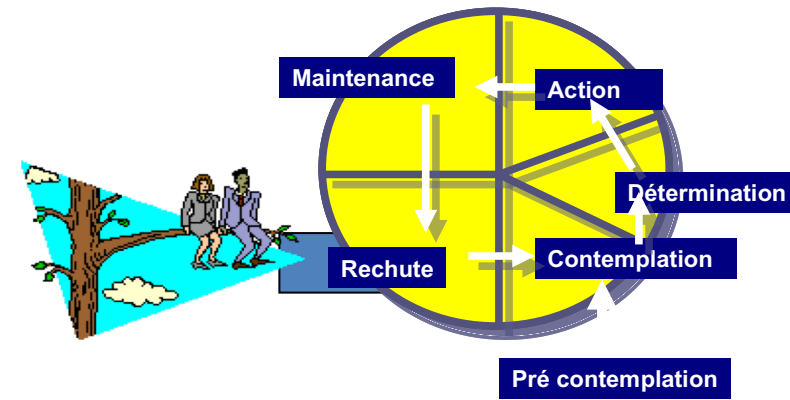 Maintenance
Action
Détermination
Rechute
Contemplation
Pré contemplation